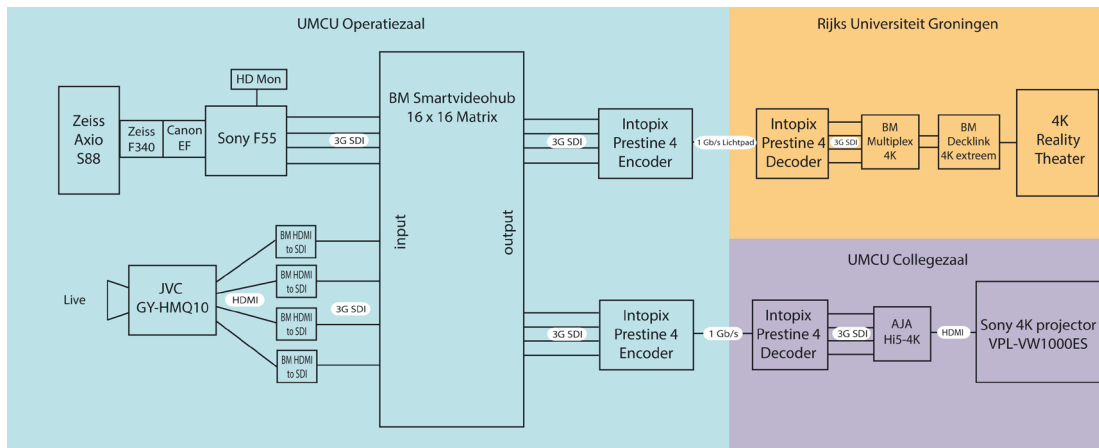 UMCU Operatiezaal
HD Mon
Zeiss
Axio
S88
Zeiss
F340
Canon
EF
Sony F55
3G SDI
BM Smartvideohub
16 x 16 Matrix
input
output
3G SDI
Intopix
Prestine 4
Encoder
1 Gb/s Lichtpad
Live
JVC
GY-HMQ10
HDMI
BM HDMI
to SDI
BM HDMI
to SDI
BM HDMI
to SDI
BM HDMI
to SDI
3G SDI
3G SDI
Intopix
Prestine 4
Encoder
1 Gb/s
Rijks Universiteit Groningen
Intopix
Prestine 4
Decoder
3G SDI
BM
Multiplex
4K
BM
Decklink
4K extreem
4K
Reality
Theater
UMCU Collegezaal
Intopix
Prestine 4
Decoder
3G SDI
AJA
Hi5-4K
HDMI
Sony 4K projector
VPL-VW1000ES